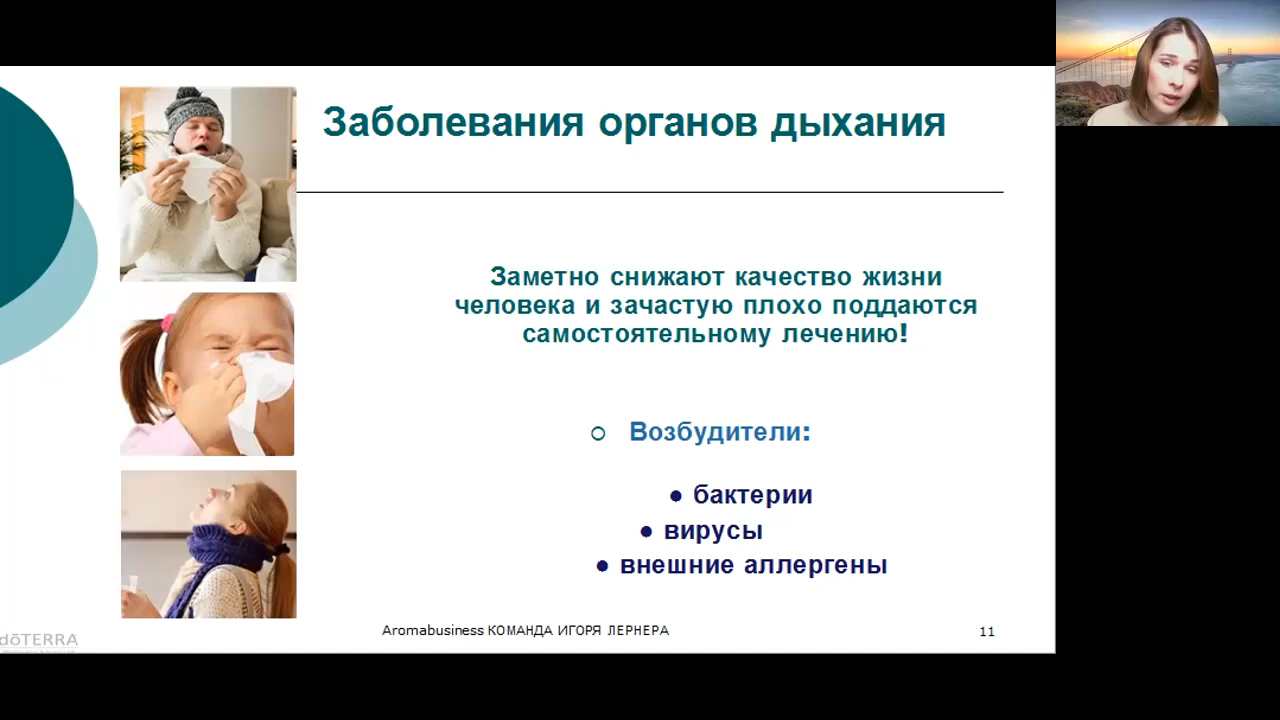 Заболевания органов дыхания
Заметно снижают качество жизни
человека и зачастую плохо поддаются
самостоятельному лечению!
Возбудители:
● бактерии
● вирусы
● внешние аллергены
dōTERRA
Aromabusiness КОМАНДА ИГОРЯ ЛЕРНЕРА
11